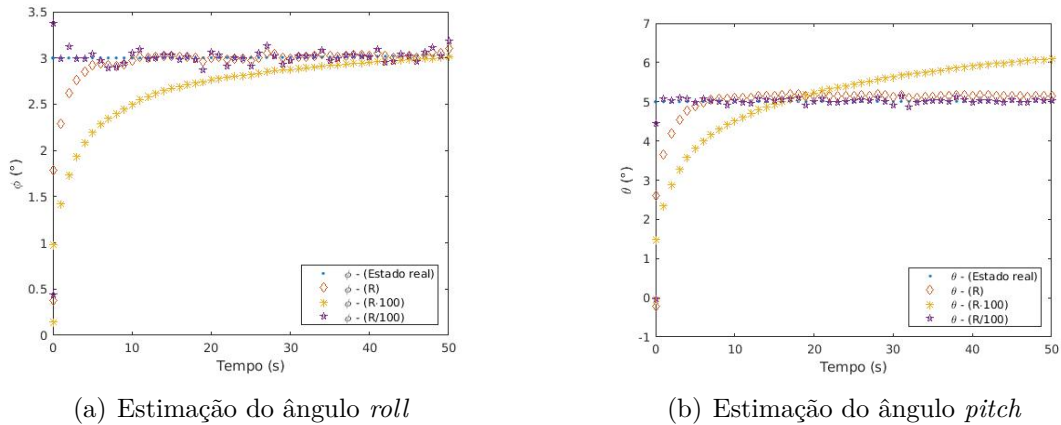 3.5
3
2.5
2
1.5
1
0.5
0
ϕ (°)
0 10 20 30 40 50
Tempo (s)
ϕ - (Estado real)
ϕ - (R)
ϕ - (R·100)
ϕ - (R/100)
(a) Estimação do ângulo roll
7
6
5
4
3
2
1
0
-1
θ (°)
0 10 20 30 40 50
Tempo (s)
θ - (Estado real)
θ - (R)
θ - (R·100)
θ - (R/100)
(b) Estimação do ângulo pitch